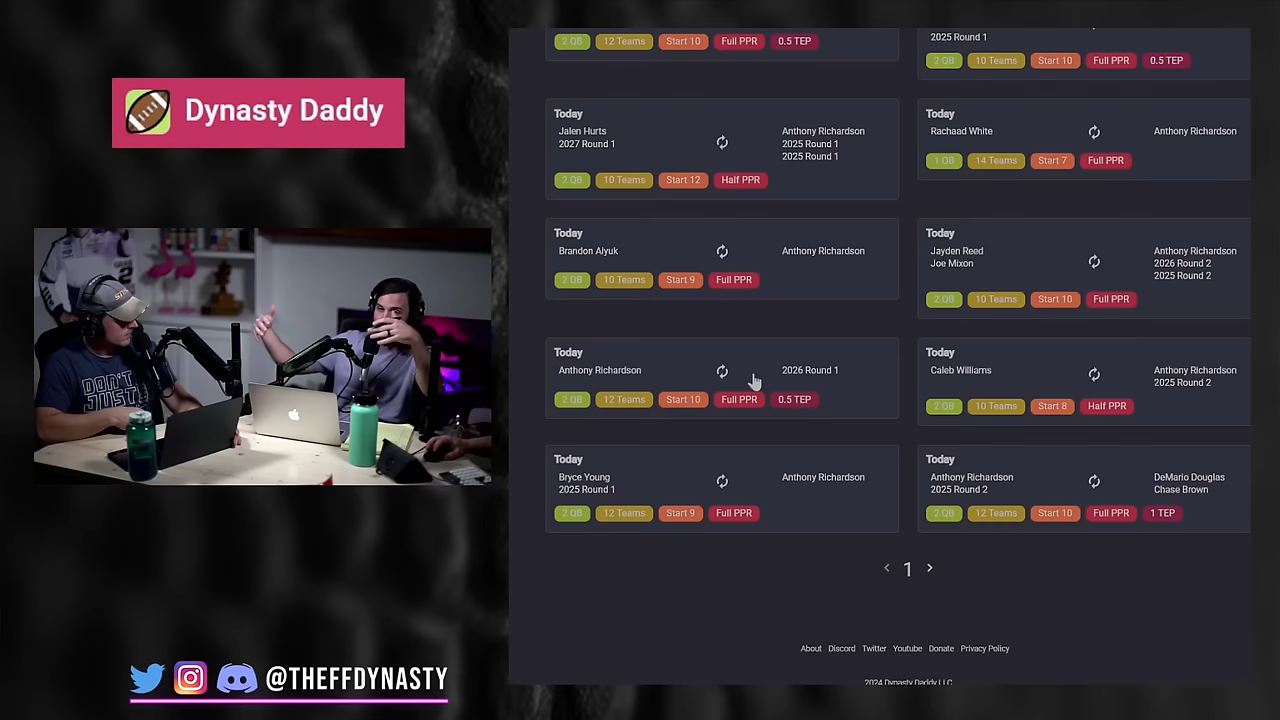 Dynasty Daddy
2 QB 12 Teams Start 10 Full PPR 0.5 TEP
2025 Round 1
2 QB 10 Teams Start 10 Full PPR 0.5 TEP
Today
Jalen Hurts
2027 Round 1
Anthony Richardson
2025 Round 1
2025 Round 1
2 QB 10 Teams Start 12 Half PPR
Today
Rachaad White
Anthony Richardson
1 QB 14 Teams Start 7 Full PPR
Today
Brandon Aiyuk
Anthony Richardson
2 QB 10 Teams Start 9 Full PPR
Today
Jayden Reed
Joe Mixon
Anthony Richardson
2026 Round 2
2025 Round 2
2 QB 10 Teams Start 10 Full PPR
Today
Anthony Richardson
2026 Round 1
2 QB 12 Teams Start 10 Full PPR 0.5 TEP
Today
Caleb Williams
Anthony Richardson
2025 Round 2
2 QB 10 Teams Start 8 Half PPR
Today
Bryce Young
2025 Round 1
Anthony Richardson
2 QB 12 Teams Start 9 Full PPR
Today
Anthony Richardson
2025 Round 2
DeMario Douglas
Chase Brown
2 QB 12 Teams Start 10 Full PPR 1 TEP
< 1 >
About Discord Twitter Youtube Donate Privacy Policy
2024 Dynasty Daddy LLC
DON'T
JUST
@THEFFDYNASTY